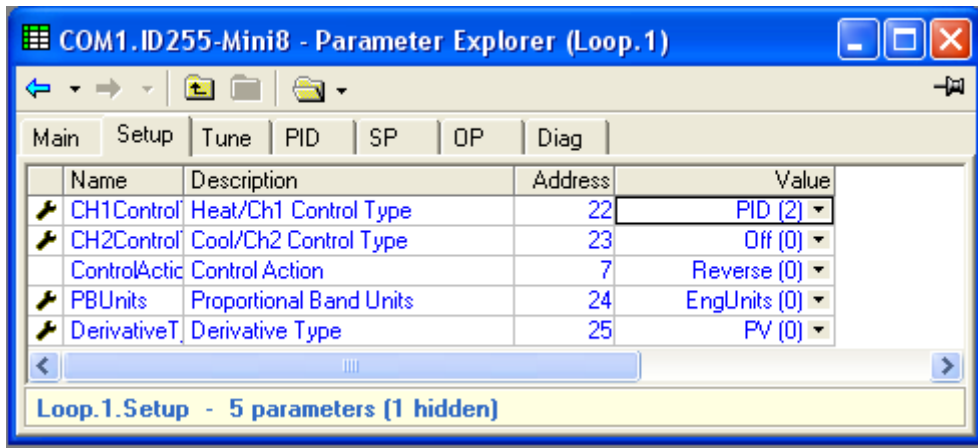 COM1.ID255-Mini8 - Parameter Explorer (Loop.1)
Main Setup Tune PID SP OP Diag
Name Description Address Value
CH1Control Heat/Ch1 Control Type 22 PID (2)
CH2Control Cool/Ch2 Control Type 23 Off (0)
ControlActic Control Action 7 Reverse (0)
PBUnits Proportional Band Units 24 EngUnits (0)
DerivativeT Derivative Type 25 PV (0)
Loop.1.Setup - 5 parameters (1 hidden)